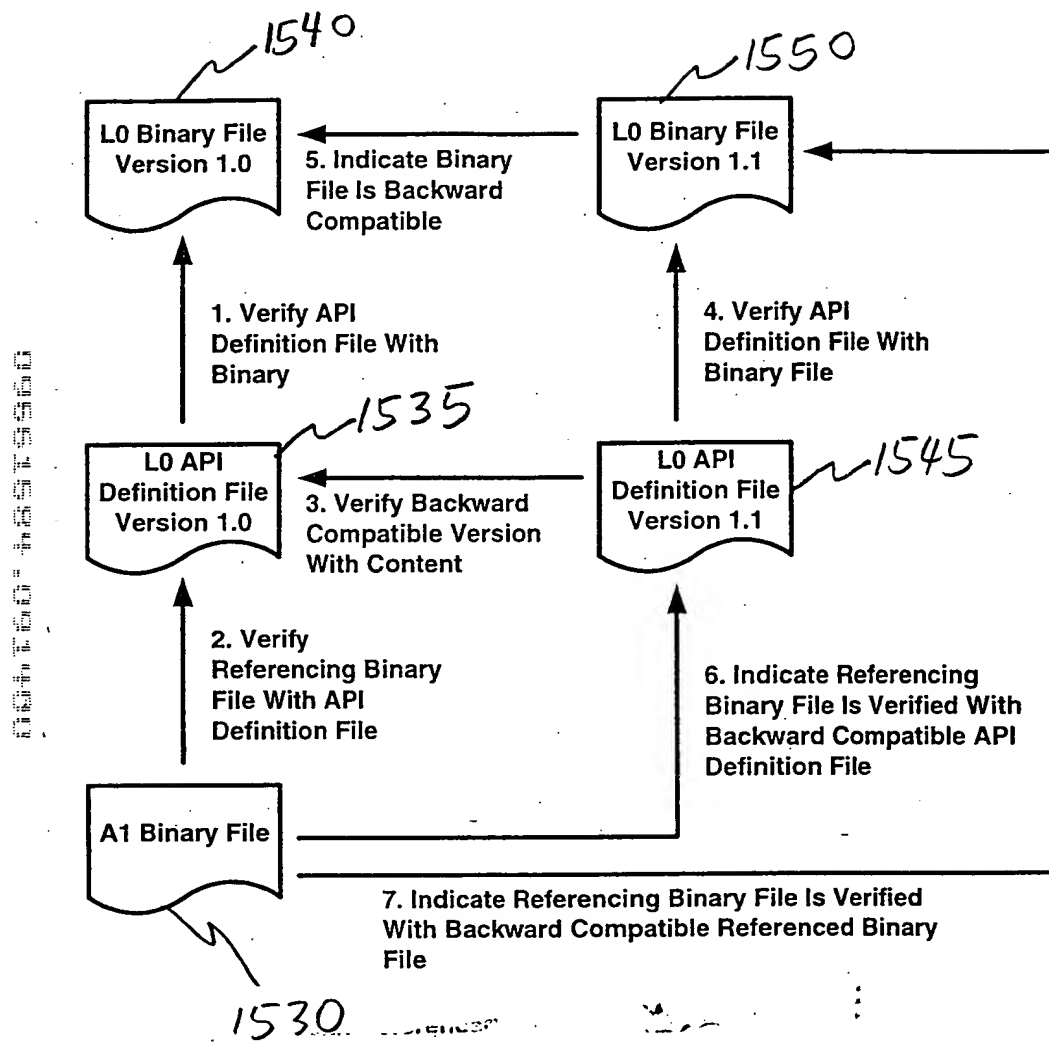 1540
1550
L0 Binary File
Version 1.0
L0 Binary File
Version 1.1
5. Indicate Binary
File Is Backward
Compatible
1. Verify API
Definition File With
Binary
4. Verify API
Definition File With
Binary File
1535
1545
L0 API
Definition File
Version 1.0
L0 API
Definition File
Version 1.1
3. Verify Backward
Compatible Version
With Content
2. Verify
Referencing Binary
File With API
Definition File
6. Indicate Referencing
Binary File Is Verified With
Backward Compatible API
Definition File
A1 Binary File
7. Indicate Referencing Binary File Is Verified
With Backward Compatible Referenced Binary
File
1530